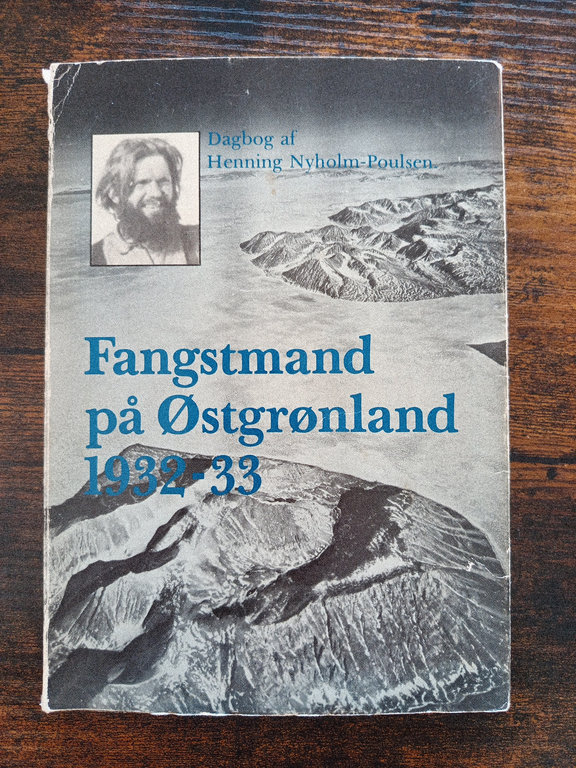 Dagbog af
Henning Nyholm-Poulsen
Fangstmand
på Østgrønland
1932-33